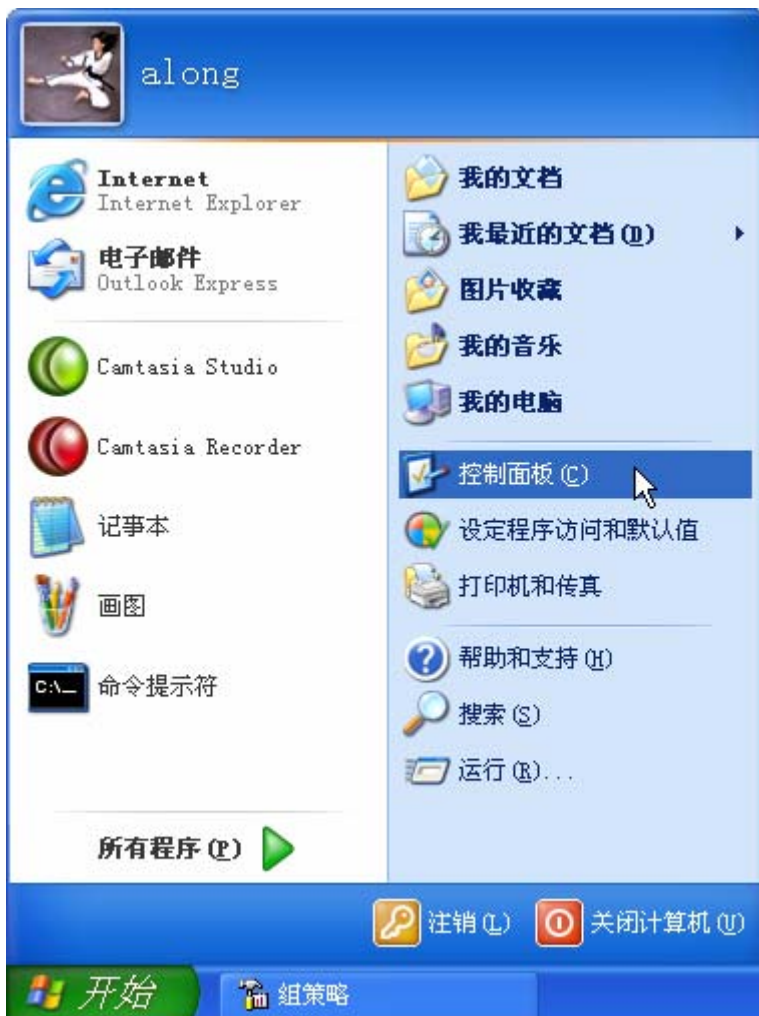 along
Internet
Internet Explorer
电子邮件
Outlook Express
Camtasia Studio
Camtasia Recorder
记事本
画图
C:\_
命令提示符
所有程序(P)
我的文档
我最近的文档(D)
图片收藏
我的音乐
我的电脑
控制面板(C)
设定程序访问和默认值
打印机和传真
帮助和支持(H)
搜索(S)
运行(R)...
注销(L)
关闭计算机(U)
开始
组策略